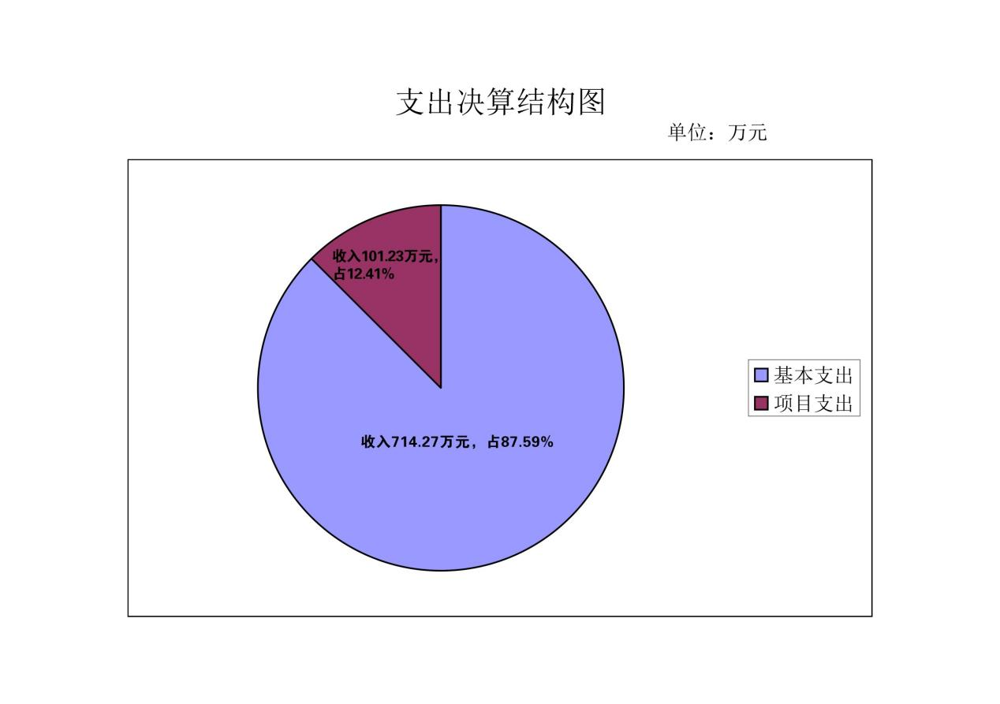 支出决算结构图
单位：万元
收入101.23万元，
占12.41%
收入714.27万元，占87.59%
基本支出
项目支出